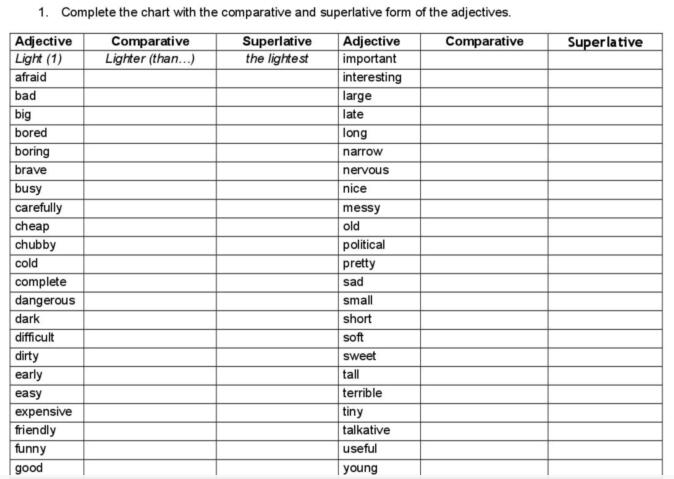 1. Complete the chart with the comparative and superlative form of the adjectives.
Adjective Comparative Superlative Adjective Comparative Superlative
Light (1) Lighter (than...) the lightest important
afraid interesting
bad large
big late
bored long
boring narrow
brave nervous
busy nice
carefully messy
cheap old
chubby political
cold pretty
complete sad
dangerous small
dark short
difficult soft
dirty sweet
early tall
easy terrible
expensive tiny
friendly talkative
funny useful
good young